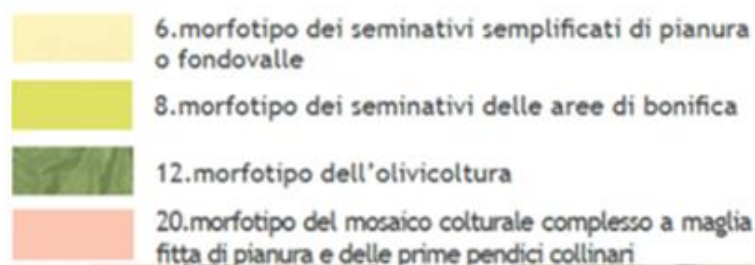 6.morfotipo dei seminativi semplificati di pianura
o fondovalle
8.morfotipo dei seminativi delle aree di bonifica
12.morfotipo dell'olivicoltura
20.morfotipo del mosaico colturale complesso a maglia
fitta di pianura e delle prime pendici collinari